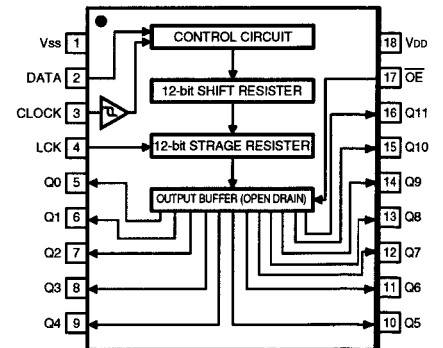 CONTROL CIRCUIT
Vss 1
18 VDD
DATA 2
17 OE
12-bit SHIFT REGISTER
CLOCK 3
16 Q11
LCK 4
12-bit STRAGE REGISTER
15 Q10
Q0 5
OUTPUT BUFFER (OPEN DRAIN)
14 Q9
Q1 6
13 Q8
Q2 7
12 Q7
Q3 8
11 Q6
Q4 9
10 Q5